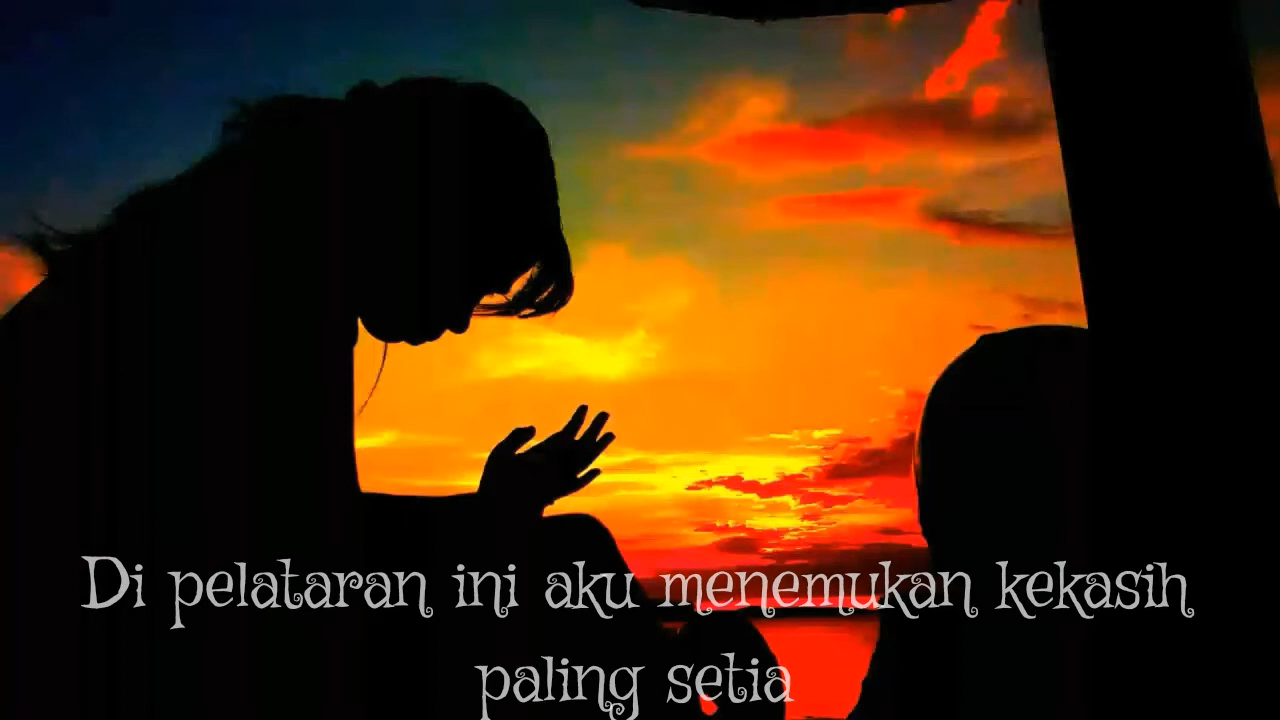 Di pelataran ini aku menemukan kekasih
paling setia